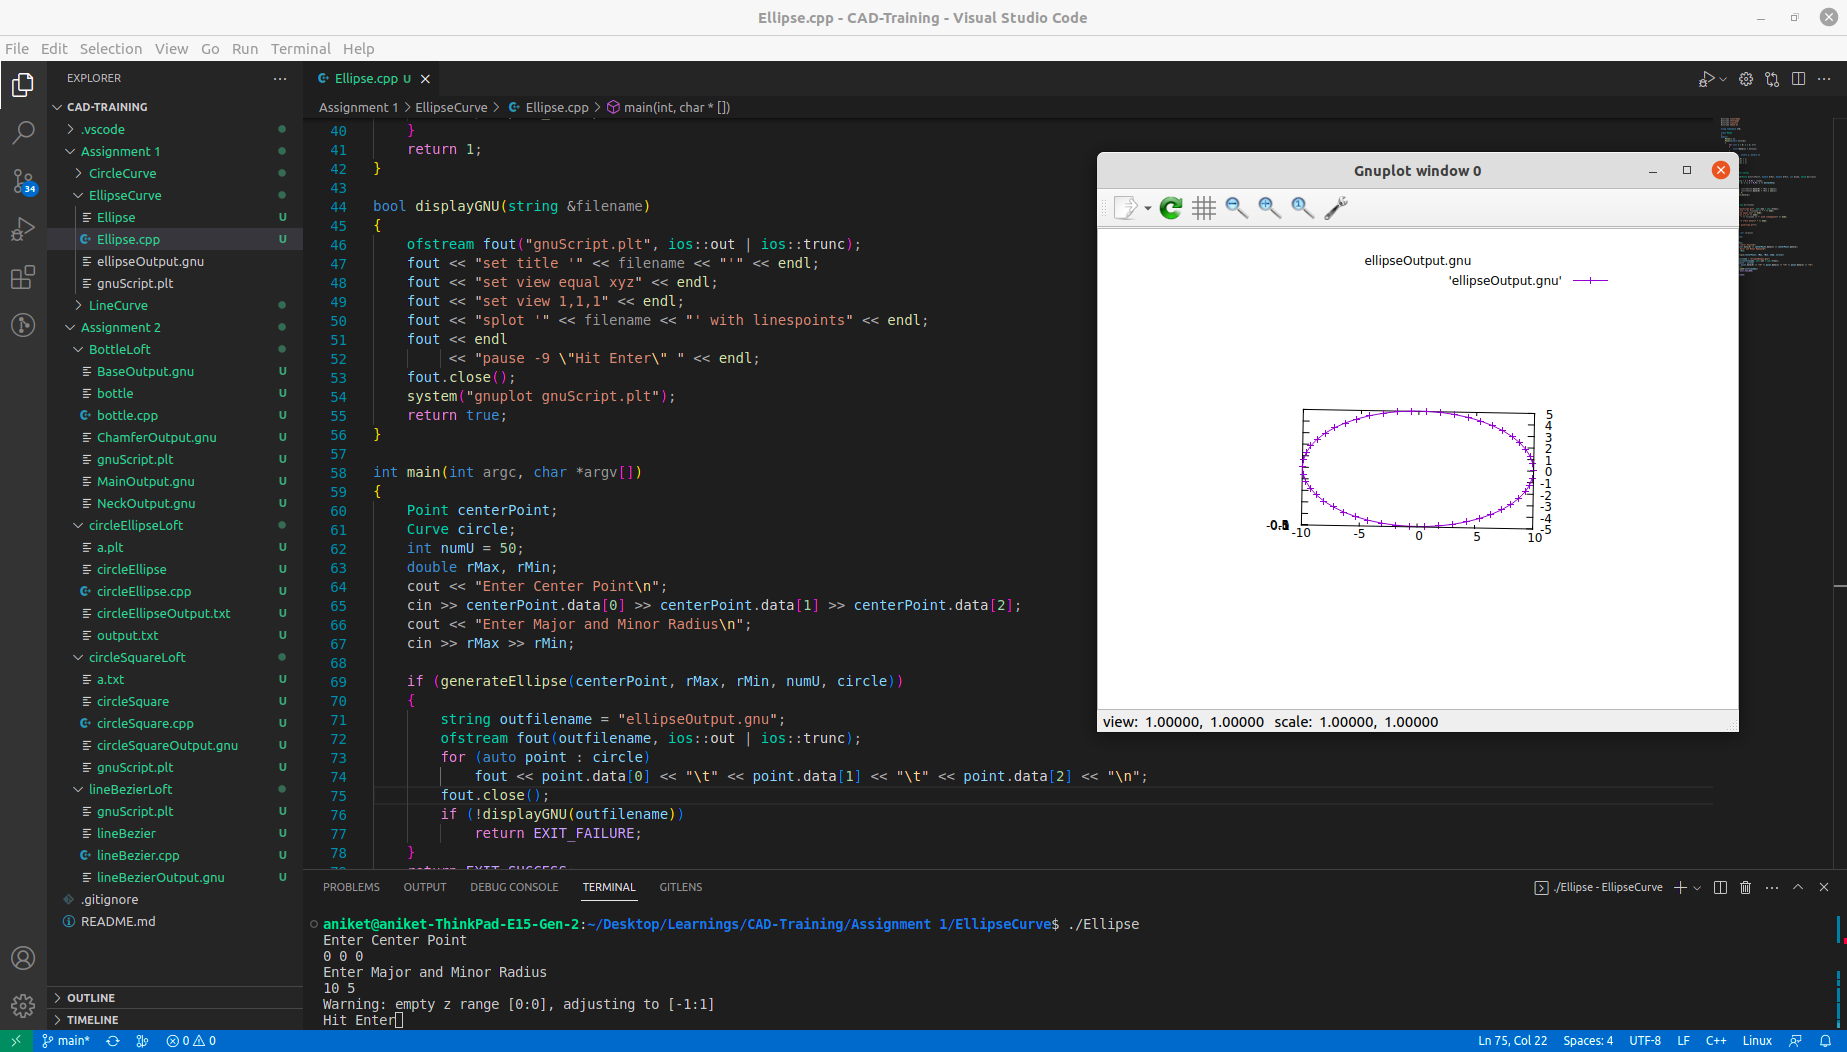 Ellipse.cpp - CAD-Training - Visual Studio Code
File Edit Selection View Go Run Terminal Help
EXPLORER
CAD-TRAINING
.vscode
Assignment 1
CircleCurve
EllipseCurve
Ellipse U
Ellipse.cpp U
ellipseOutput.gnu
gnuScript.plt
LineCurve
Assignment 2
BottleLoft
BaseOutput.gnu U
bottle U
bottle.cpp U
ChamferOutput.gnu U
gnuScript.plt U
MainOutput.gnu U
NeckOutput.gnu U
circleEllipseLoft
a.plt U
circleEllipse U
circleEllipse.cpp U
circleEllipseOutput.txt U
output.txt U
circleSquareLoft
a.txt U
circleSquare U
circleSquare.cpp U
circleSquareOutput.gnu U
gnuScript.plt U
lineBezierLoft
gnuScript.plt U
lineBezier U
lineBezier.cpp U
lineBezierOutput.gnu U
.gitignore
README.md
OUTLINE
TIMELINE
34
Ellipse.cpp U
Assignment 1 > EllipseCurve > Ellipse.cpp > main(int, char * [])
40 }
41 return 1;
42 }
43
44 bool displayGNU(string &filename)
45 {
46 ofstream fout("gnuScript.plt", ios::out | ios::trunc);
47 fout << "set title '" << filename << "'" << endl;
48 fout << "set view equal xyz" << endl;
49 fout << "set view 1,1,1" << endl;
50 fout << "splot '" << filename << "' with linespoints" << endl;
51 fout << endl
52 << "pause -9 \"Hit Enter\" " << endl;
53 fout.close();
54 system("gnuplot gnuScript.plt");
55 return true;
56 }
57
58 int main(int argc, char *argv[])
59 {
60 Point centerPoint;
61 Curve circle;
62 int numU = 50;
63 double rMax, rMin;
64 cout << "Enter Center Point\n";
65 cin >> centerPoint.data[0] >> centerPoint.data[1] >> centerPoint.data[2];
66 cout << "Enter Major and Minor Radius\n";
67 cin >> rMax >> rMin;
68
69 if (generateEllipse(centerPoint, rMax, rMin, numU, circle))
70 {
71 string outfilename = "ellipseOutput.gnu";
72 ofstream fout(outfilename, ios::out | ios::trunc);
73 for (auto point : circle)
74 fout << point.data[0] << "\t" << point.data[1] << "\t" << point.data[2] << "\n";
75 fout.close();
76 if (!displayGNU(outfilename))
77 return EXIT_FAILURE;
78 }
Gnuplot window 0
ellipseOutput.gnu
'ellipseOutput.gnu'
5
4
3
2
1
0
-1
-2
-3
-4
-5
-10 -5 0 5 10
view: 1.00000, 1.00000 scale: 1.00000, 1.00000
PROBLEMS OUTPUT DEBUG CONSOLE TERMINAL GITLENS
./Ellipse - EllipseCurve
aniket@aniket-ThinkPad-E15-Gen-2:~/Desktop/Learnings/CAD-Training/Assignment 1/EllipseCurve$ ./Ellipse
Enter Center Point
0 0 0
Enter Major and Minor Radius
10 5
Warning: empty z range [0:0], adjusting to [-1:1]
Hit Enter
main* 0 0 Ln 75, Col 22 Spaces: 4 UTF-8 LF C++ Linux